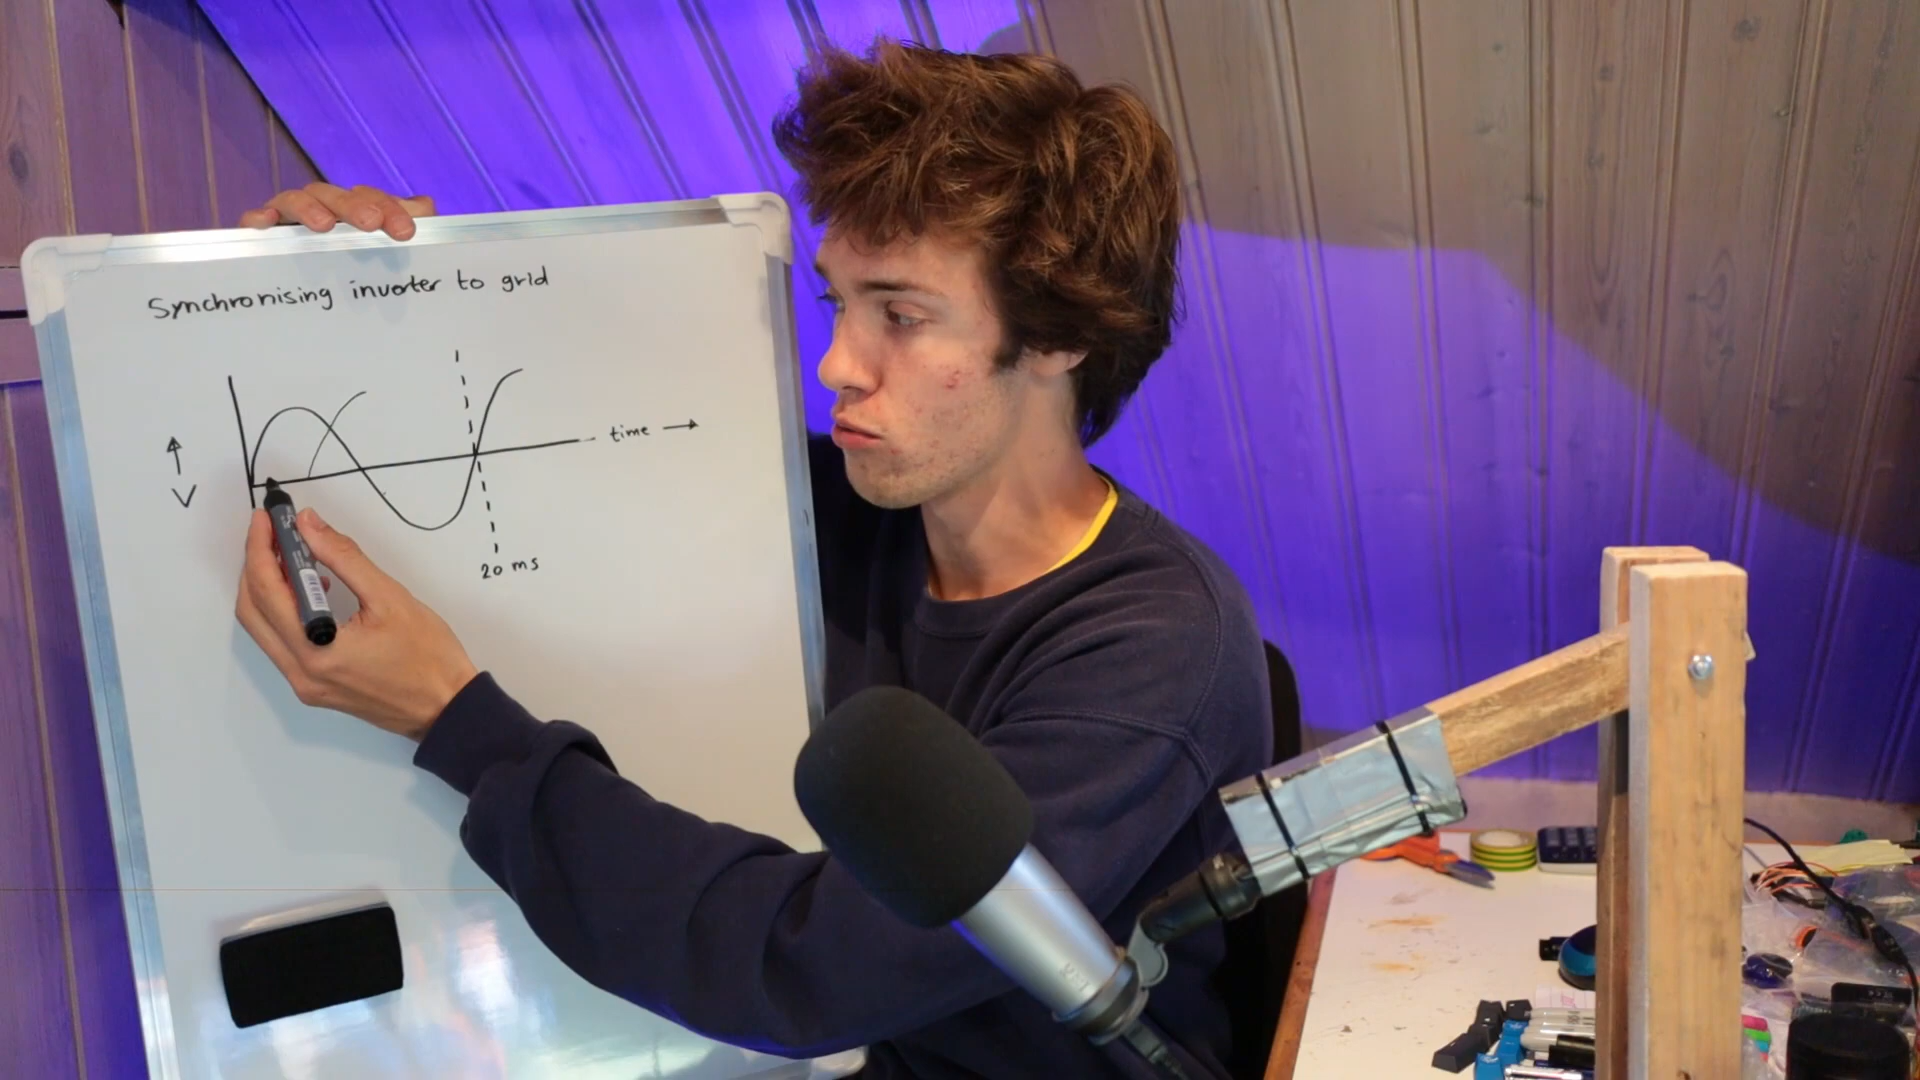 Synchronising inverter to grid
time
V
20 ms